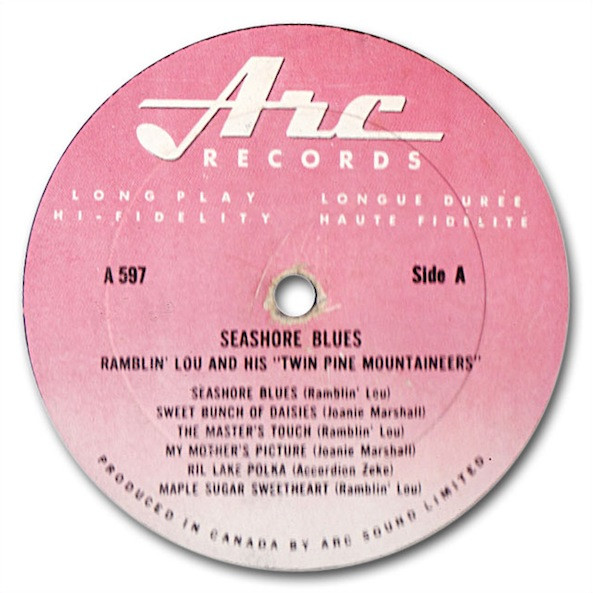 Arc
RECORDS
LONG PLAY
HI-FIDELITY
LONGUE DURÉE
HAUTE FIDÉLITÉ
A 597
Side A
SEASHORE BLUES
RAMBLIN' LOU AND HIS "TWIN PINE MOUNTAINEERS"
SEASHORE BLUES (Ramblin' Lou)
SWEET BUNCH OF DAISIES (Joanie Marshall)
THE MASTER'S TOUCH (Ramblin' Lou)
MY MOTHER'S PICTURE (Joanie Marshall)
RIL LAKE POLKA (Accordion Zeke)
MAPLE SUGAR SWEETHEART (Ramblin' Lou)
PRODUCED IN CANADA BY ARC SOUND LIMITED.